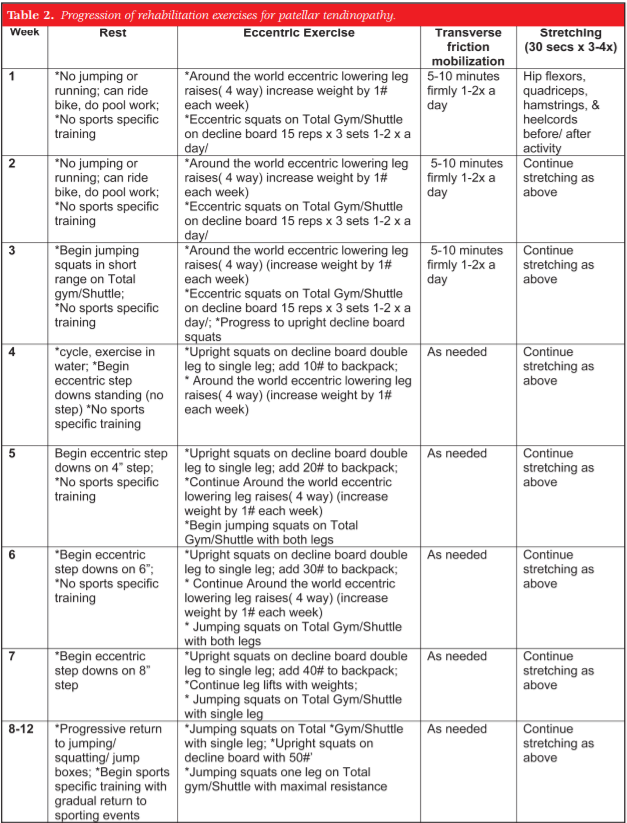 Table 2. Progression of rehabilitation exercises for patellar tendinopathy.
Week
Rest
Eccentric Exercise
Transverse
friction
mobilization
Stretching
(30 secs x 3-4x)
1
*No jumping or
running; can ride
bike, do pool work;
*No sports specific
training
*Around the world eccentric lowering leg
raises( 4 way) increase weight by 1#
each week)
*Eccentric squats on Total Gym/Shuttle
on decline board 15 reps x 3 sets 1-2 x a
day/
5-10 minutes
firmly 1-2x a
day
Hip flexors,
quadriceps,
hamstrings, &
heelcords
before/ after
activity
2
*No jumping or
running; can ride
bike, do pool work;
*No sports specific
training
*Around the world eccentric lowering leg
raises( 4 way) increase weight by 1#
each week)
*Eccentric squats on Total Gym/Shuttle
on decline board 15 reps x 3 sets 1-2 x a
day/
5-10 minutes
firmly 1-2x a
day
Continue
stretching as
above
3
*Begin jumping
squats in short
range on Total
gym/Shuttle;
*No sports specific
training
*Around the world eccentric lowering leg
raises( 4 way) (increase weight by 1#
each week)
*Eccentric squats on Total Gym/Shuttle
on decline board 15 reps x 3 sets 1-2 x a
day/; *Progress to upright decline board
squats
5-10 minutes
firmly 1-2x a
day
Continue
stretching as
above
4
*cycle, exercise in
water; *Begin
eccentric step
downs standing (no
step) *No sports
specific training
*Upright squats on decline board double
leg to single leg; add 10# to backpack;
* Around the world eccentric lowering leg
raises( 4 way) (increase weight by 1#
each week)
As needed
Continue
stretching as
above
5
Begin eccentric step
downs on 4” step;
*No sports specific
training
*Upright squats on decline board double
leg to single leg; add 20# to backpack;
*Continue Around the world eccentric
lowering leg raises( 4 way) (increase
weight by 1# each week)
*Begin jumping squats on Total
Gym/Shuttle with both legs
As needed
Continue
stretching as
above
6
*Begin eccentric
step downs on 6”;
*No sports specific
training
*Upright squats on decline board double
leg to single leg; add 30# to backpack;
* Continue Around the world eccentric
lowering leg raises( 4 way) (increase
weight by 1# each week)
* Jumping squats on Total Gym/Shuttle
with both legs
As needed
Continue
stretching as
above
7
*Begin eccentric
step downs on 8”
step
*Upright squats on decline board double
leg to single leg; add 40# to backpack;
*Continue leg lifts with weights;
* Jumping squats on Total Gym/Shuttle
with single leg
As needed
Continue
stretching as
above
8-12
*Progressive return
to jumping/
squatting/ jump
boxes; *Begin sports
specific training with
gradual return to
sporting events
*Jumping squats on Total *Gym/Shuttle
with single leg; *Upright squats on
decline board with 50#’
*Jumping squats one leg on Total
gym/Shuttle with maximal resistance
As needed
Continue
stretching as
above